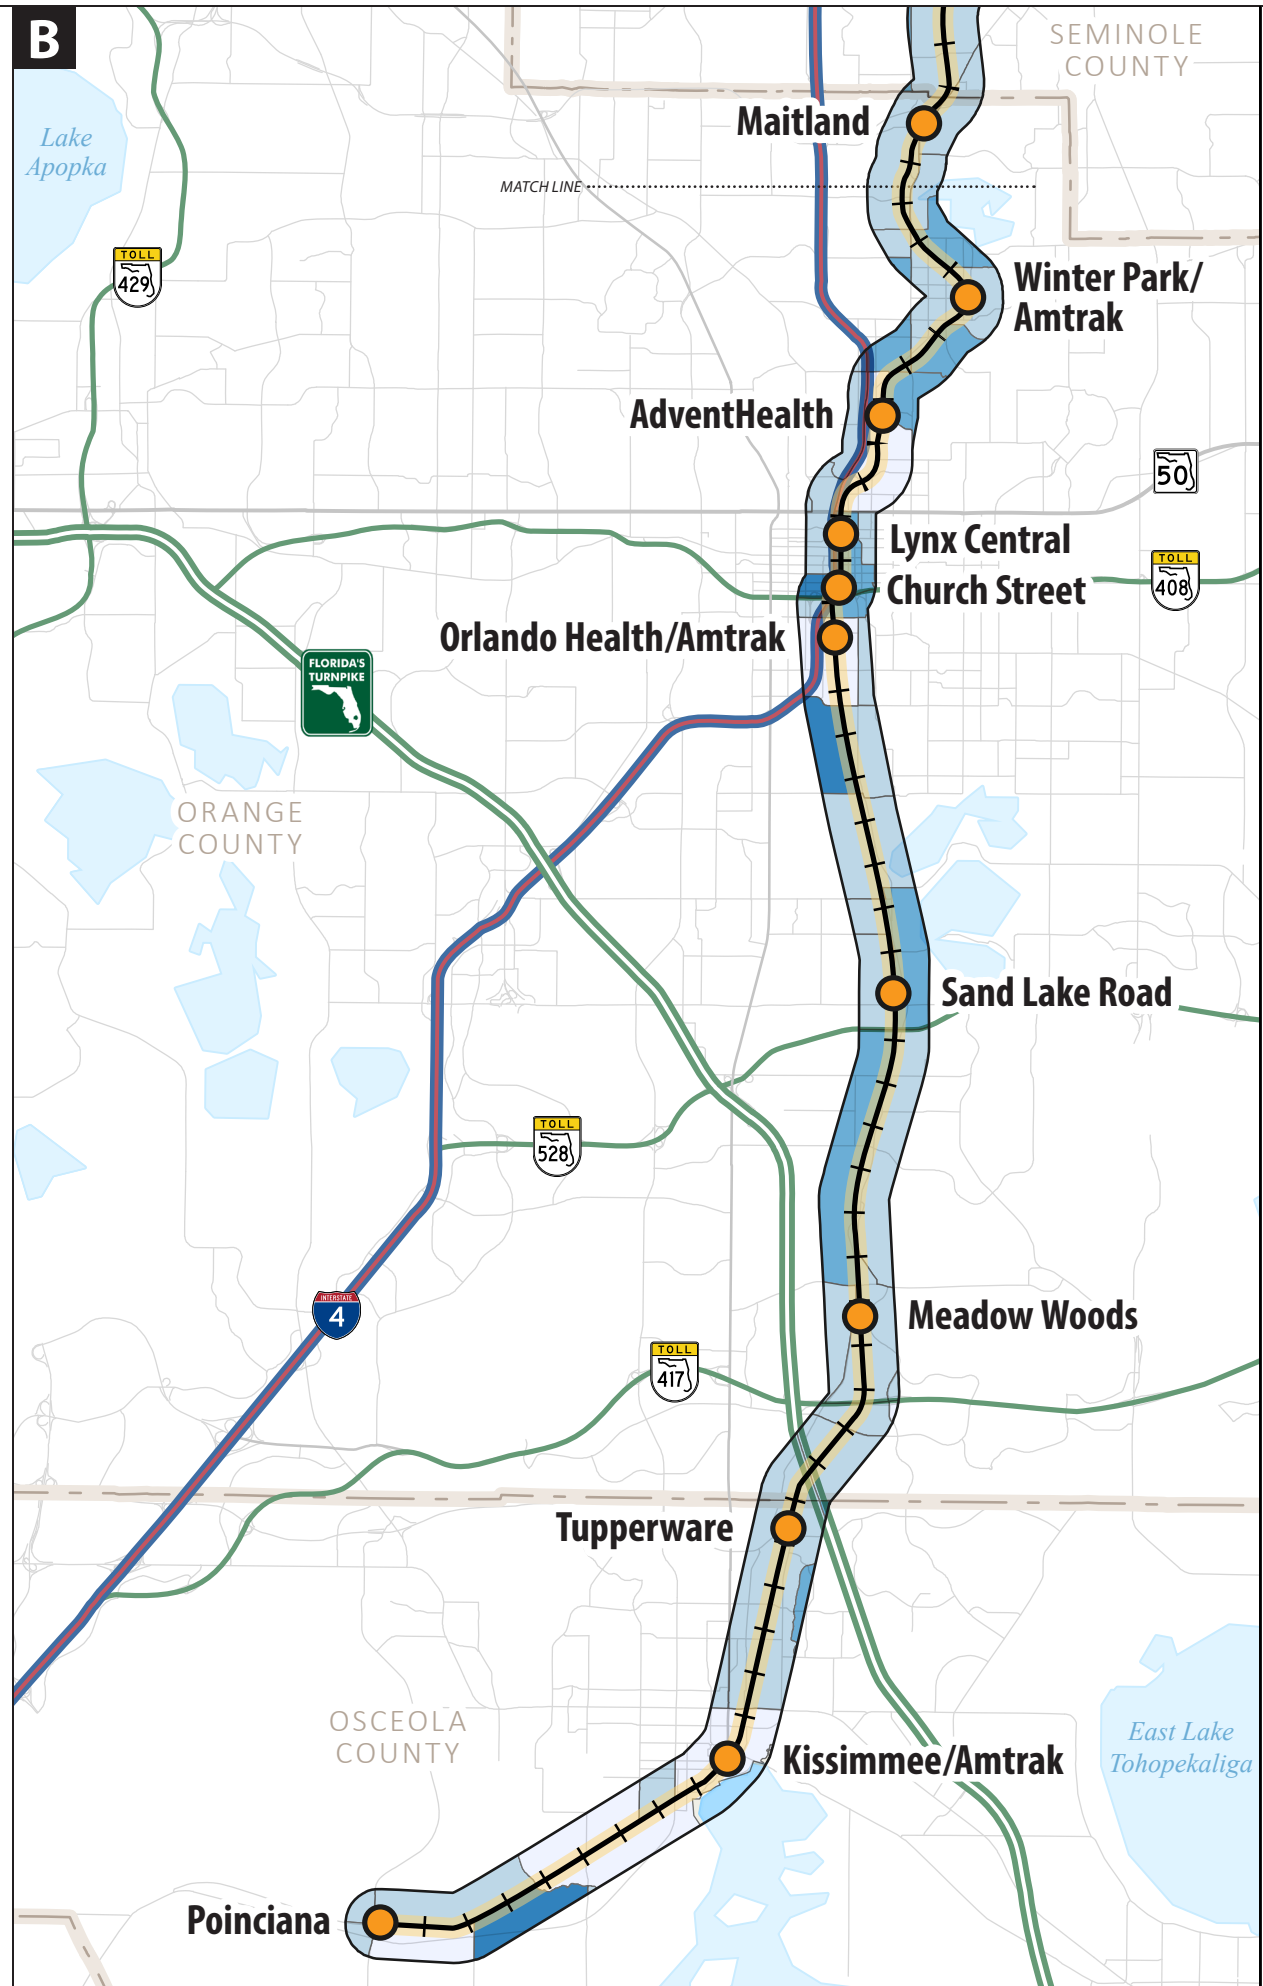 B
SEMINOLE
COUNTY
Maitland
Lake
Apopka
MATCH LINE
TOLL
429
Winter Park/
Amtrak
AdventHealth
50
Lynx Central
TOLL
408
Church Street
Orlando Health/Amtrak
FLORIDA'S
TURNPIKE
ORANGE
COUNTY
Sand Lake Road
TOLL
528
INTERSTATE
4
Meadow Woods
TOLL
417
Tupperware
OSCEOLA
COUNTY
East Lake
Tohopekaliga
Kissimmee/Amtrak
Poinciana